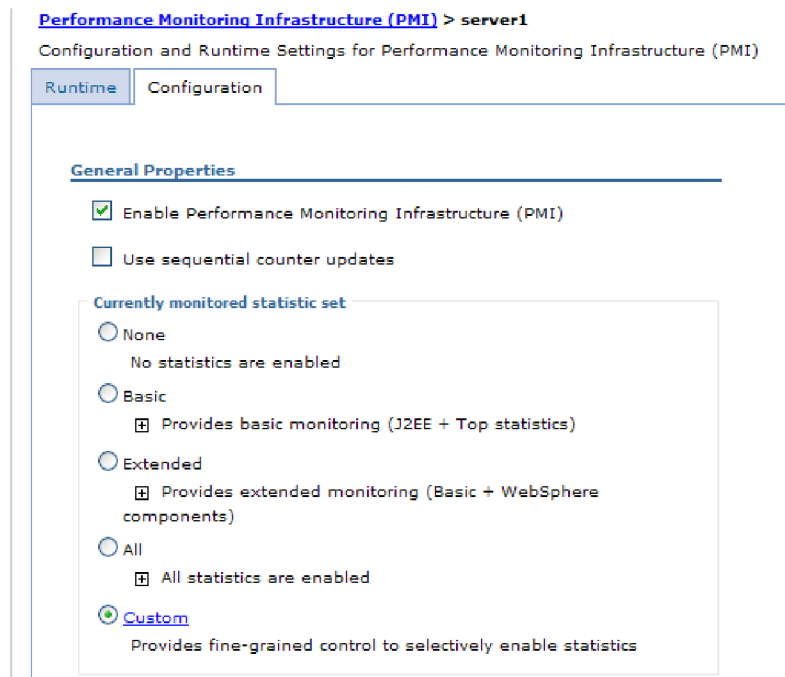 Performance Monitoring Infrastructure (PMI) > server1
Configuration and Runtime Settings for Performance Monitoring Infrastructure (PMI)
Runtime
Configuration
General Properties
Enable Performance Monitoring Infrastructure (PMI)
Use sequential counter updates
Currently monitored statistic set
None
No statistics are enabled
Basic
Provides basic monitoring (J2EE + Top statistics)
Extended
Provides extended monitoring (Basic + WebSphere
components)
All
All statistics are enabled
Custom
Provides fine-grained control to selectively enable statistics